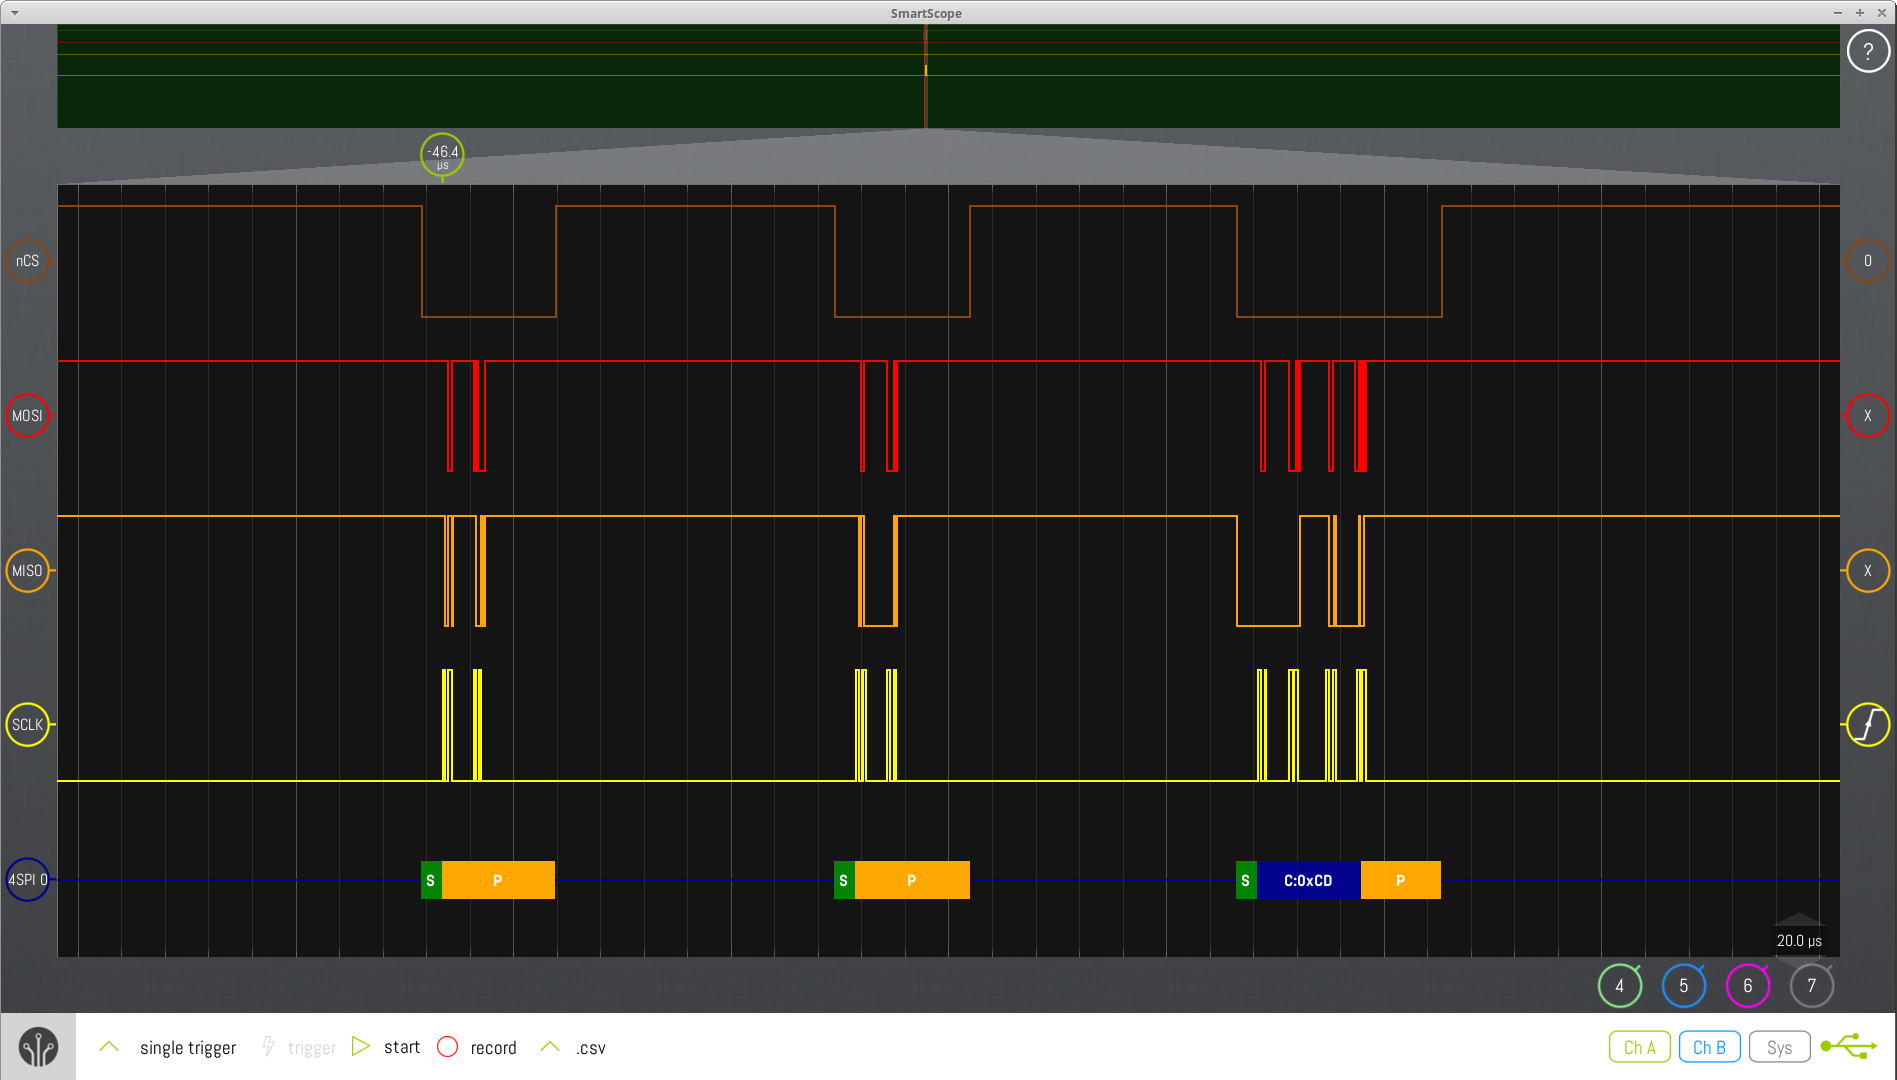 SmartScope
?
-46.4
µs
nCS
0
MOSI
X
MISO
X
SCLK
4SPI 0
S P S P S C:0xCD P
20.0 µs
4 5 6 7
single trigger trigger start record .csv Ch A Ch B Sys